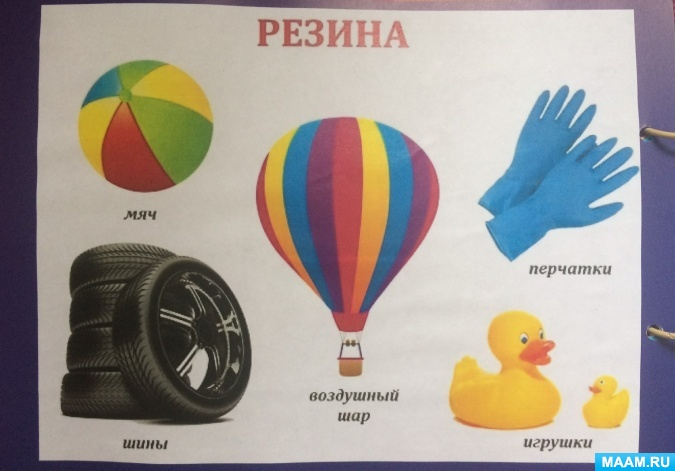 РЕЗИНА
мяч
перчатки
воздушный
шар
шины
игрушки
MAAM.RU